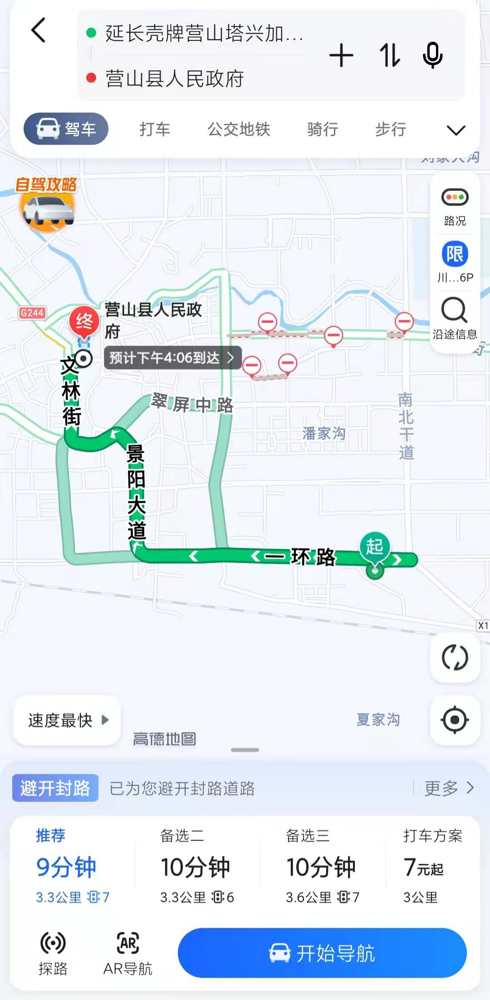 延长壳牌营山塔兴加...
营山县人民政府
驾车
打车
公交地铁
骑行
步行
自驾攻略
路况
限
川...6P
沿途信息
G244
终
营山县人民政
府
预计下午4:06到达
文林街
翠屏中路
南北干道
潘家沟
景阳大道
起
一环路
X1
速度最快
高德地图
夏家沟
避开封路
已为您避开封路道路
更多
推荐
备选二
备选三
打车方案
9分钟
10分钟
10分钟
7元起
3.3公里 7
3.3公里 6
3.6公里 7
3公里
探路
AR
AR导航
开始导航